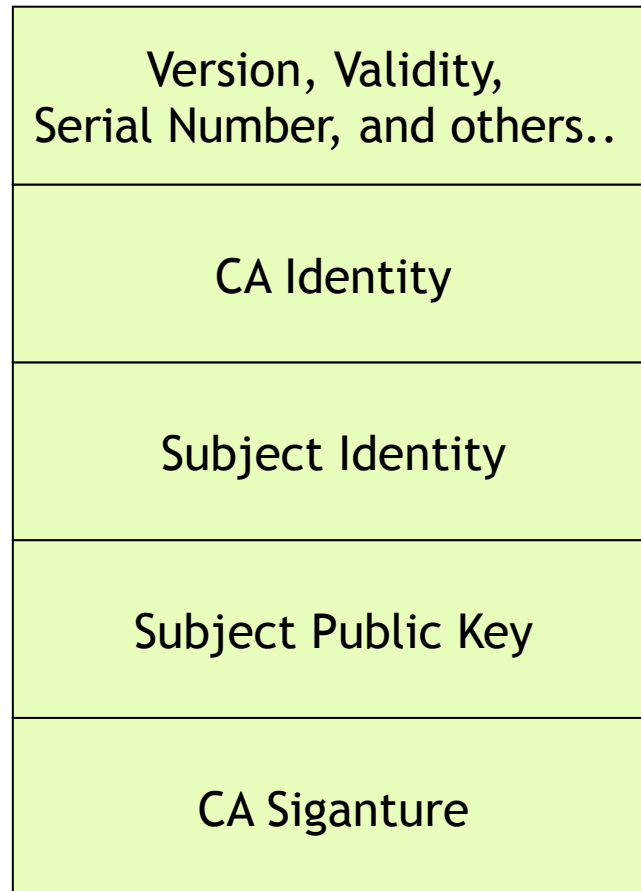 Version, Validity,
Serial Number, and others..
CA Identity
Subject Identity
Subject Public Key
CA Siganture